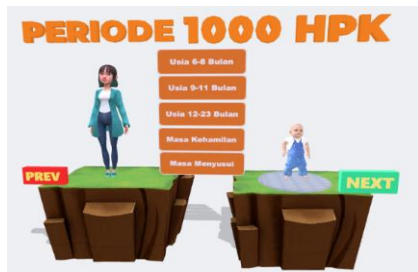 PERIODE 1000 HPK
Usia 6-8 Bulan
Usia 9-11 Bulan
Usia 12-23 Bulan
Masa Kehamilan
Masa Menyusui
PREV
NEXT